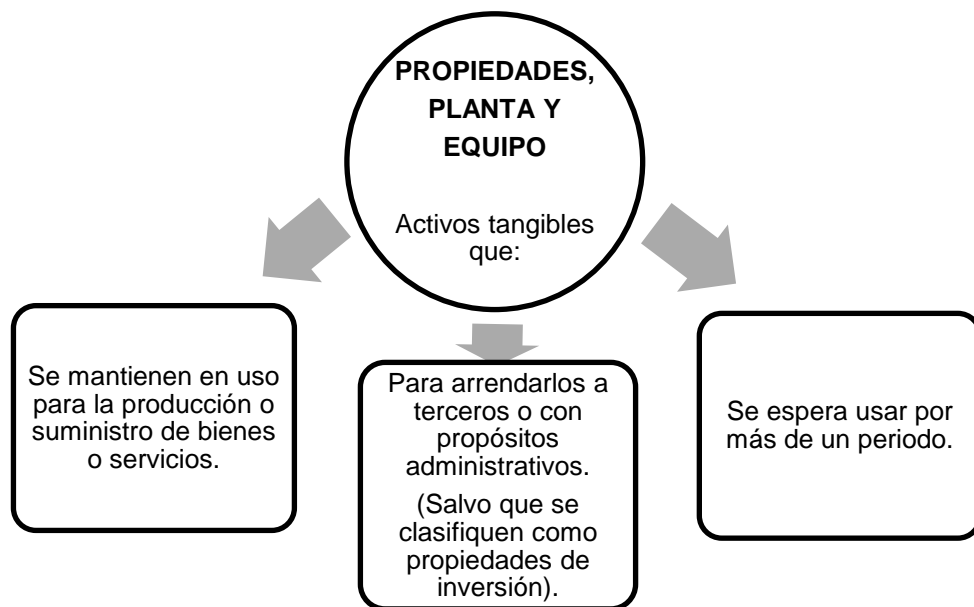 PROPIEDADES,
PLANTA Y
EQUIPO
Activos tangibles
que:
Se mantienen en uso
para la producción o
suministro de bienes
o servicios.
Para arrendarlos a
terceros o con
propósitos
administrativos.
(Salvo que se
clasifiquen como
propiedades de
inversión).
Se espera usar por
más de un periodo.